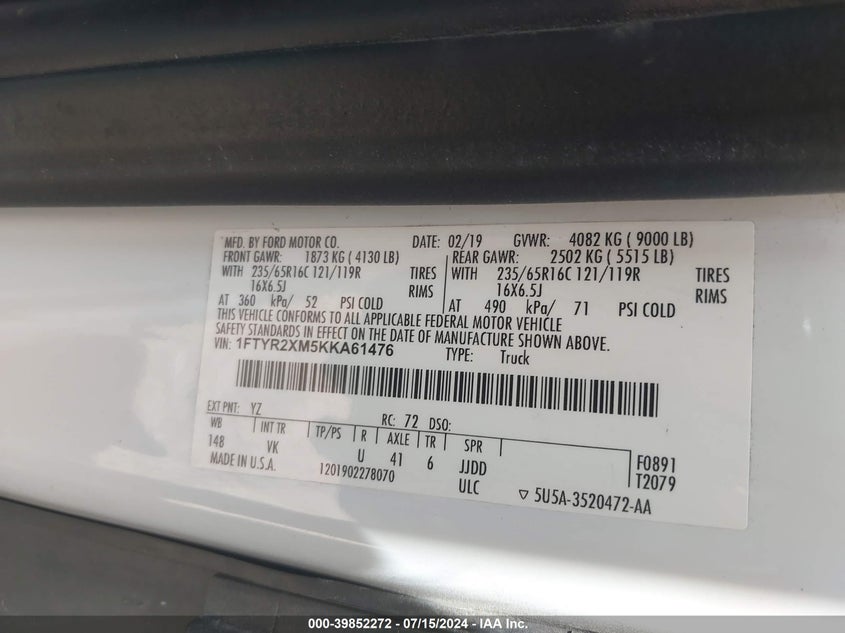 MFD. BY FORD MOTOR CO. DATE: 02/19 GVWR: 4082 KG ( 9000 LB)
FRONT GAWR: 1873 KG ( 4130 LB) REAR GAWR: 2502 KG ( 5515 LB)
WITH 235/65R16C 121/119R TIRES WITH 235/65R16C 121/119R TIRES
16X6.5J RIMS 16X6.5J RIMS
AT 360 kPa/ 52 PSI COLD AT 490 kPa/ 71 PSI COLD
THIS VEHICLE CONFORMS TO ALL APPLICABLE FEDERAL MOTOR VEHICLE
SAFETY STANDARDS IN EFFECT ON THE DATE OF MANUFACTURE SHOWN ABOVE.
VIN: 1FTYR2XM5KKA61476 TYPE: Truck
EXT PNT: YZ RC: 72 DSO:
WB INT TR TP/PS R AXLE TR SPR
148 VK U 41 6 JJDD F0891
MADE IN U.S.A. 1201902278070 ULC T2079
▽ 5U5A-3520472-AA
000-39852272 - 07/15/2024 - IAA Inc.